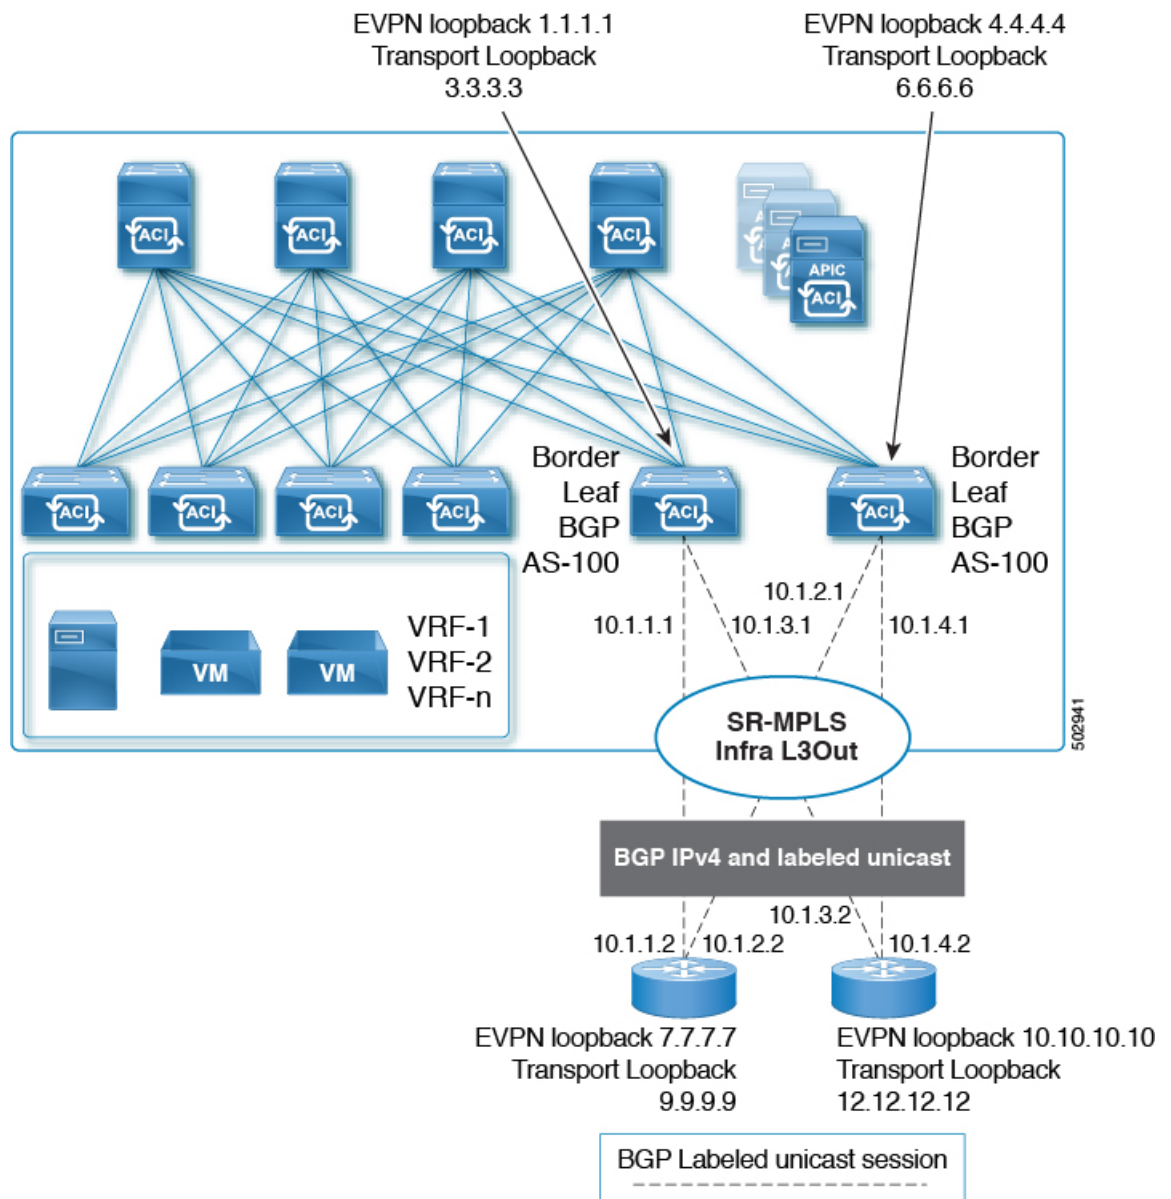 EVPN loopback 1.1.1.1
Transport Loopback
3.3.3.3
EVPN loopback 4.4.4.4
Transport Loopback
6.6.6.6
ACI
ACI
ACI
ACI
A
A
APIC
ACI
ACI
ACI
ACI
ACI
Border
Leaf
BGP
AS-100
ACI
ACI
Border
Leaf
BGP
AS-100
VM
VM
VRF-1
VRF-2
VRF-n
10.1.1.1
10.1.3.1
10.1.2.1
10.1.4.1
SR-MPLS
Infra L3Out
502941
BGP IPv4 and labeled unicast
10.1.1.2
10.1.2.2
10.1.3.2
10.1.4.2
EVPN loopback 7.7.7.7
Transport Loopback
9.9.9.9
EVPN loopback 10.10.10.10
Transport Loopback
12.12.12.12
BGP Labeled unicast session